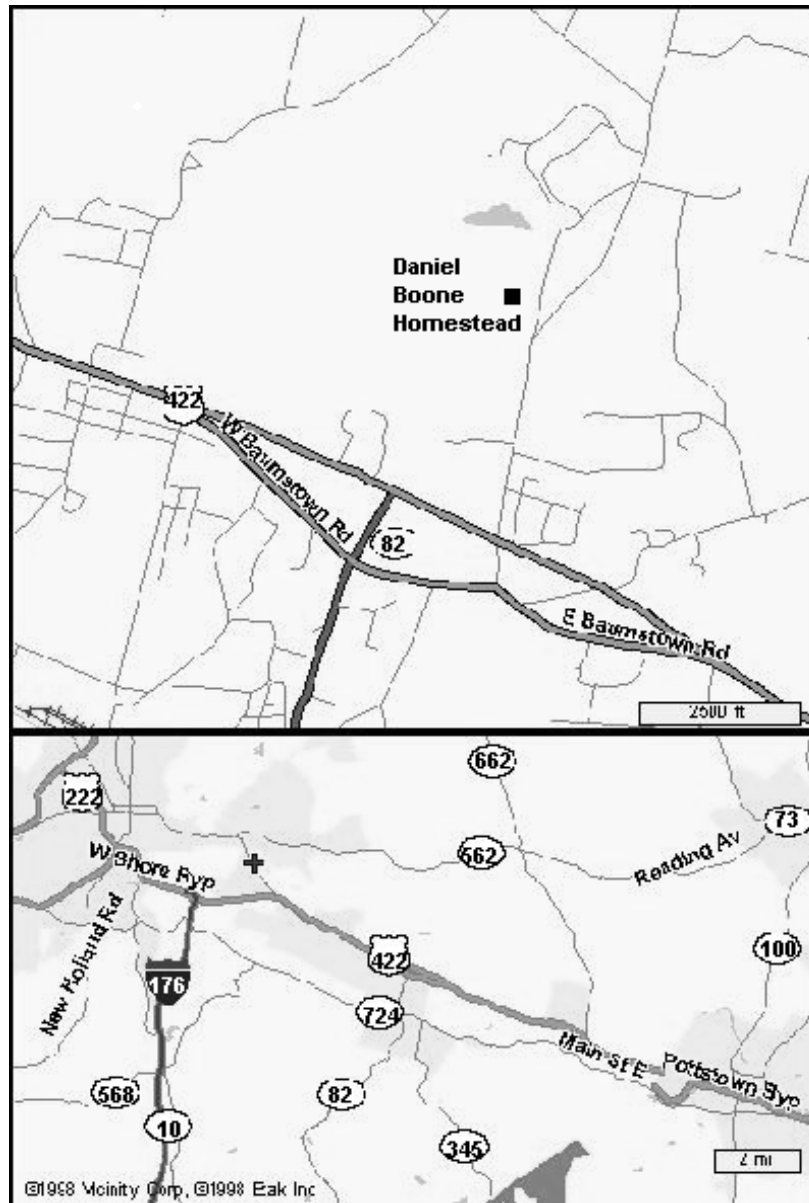 Daniel
Boone
Homestead
422
W Baumstown Rd
82
E Baumstown Rd
2500 ft
662
222
73
562
Reading Av
W Shore Byp
100
New Holland Rd
422
176
724
Main St E
Pottstown Byp
568
82
10
345
2 mi
©1998 Vicinity Corp, ©1998 Etak Inc